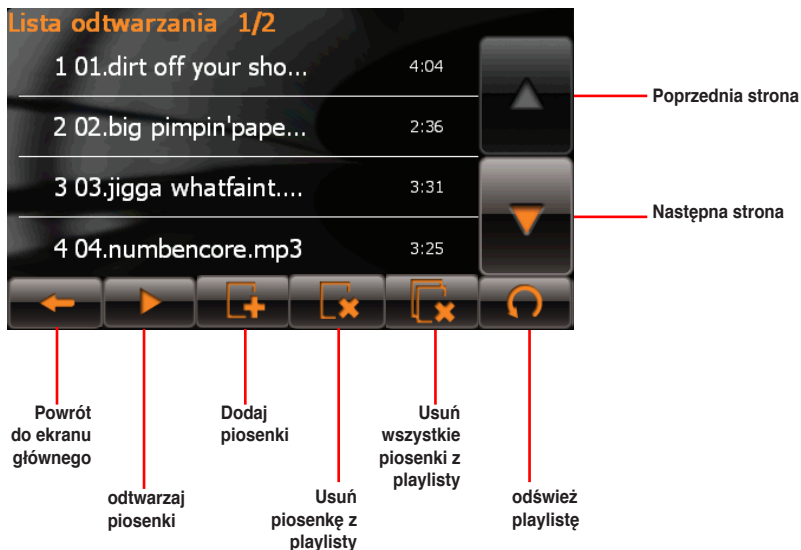 Lista odtwarzania 1/2
1 01.dirt off your sho... 4:04
2 02.big pimpin'pape... 2:36
3 03.jigga whatfaint.... 3:31
4 04.numbencore.mp3 3:25
Poprzednia strona
Następna strona
Powrót
do ekranu
głównego
odtwarzaj
piosenki
Dodaj
piosenki
Usuń
piosenkę z
playlisty
Usuń
wszystkie
piosenki z
playlisty
odśwież
playlistę